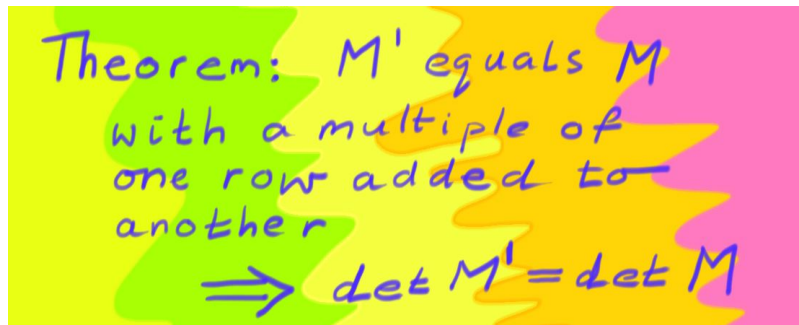 Theorem: M' equals M
with a multiple of
one row added to
another
⇒ det M' = det M